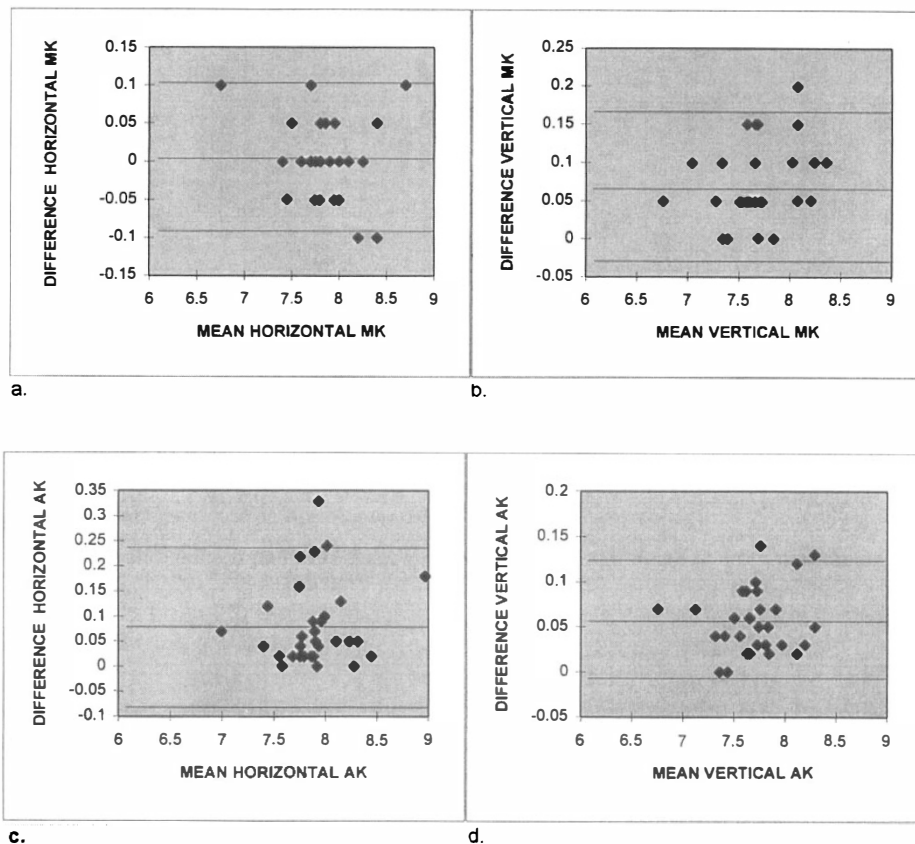 DIFFERENCE HORIZONTAL MK
0.15
0.1
0.05
0
-0.05
-0.1
-0.15
6 6.5 7 7.5 8 8.5 9
MEAN HORIZONTAL MK
a.
DIFFERENCE VERTICAL MK
0.25
0.2
0.15
0.1
0.05
0
-0.05
6 7 8 9
MEAN VERTICAL MK
b.
DIFFERENCE HORIZONTAL AK
0.35
0.3
0.25
0.2
0.15
0.1
0.05
0
-0.05
-0.1
6 6.5 7 7.5 8 8.5 9
MEAN HORIZONTAL AK
c.
DIFFERENCE VERTICAL AK
0.2
0.15
0.1
0.05
0
-0.05
6 6.5 7 7.5 8 8.5 9
MEAN VERTICAL AK
d.